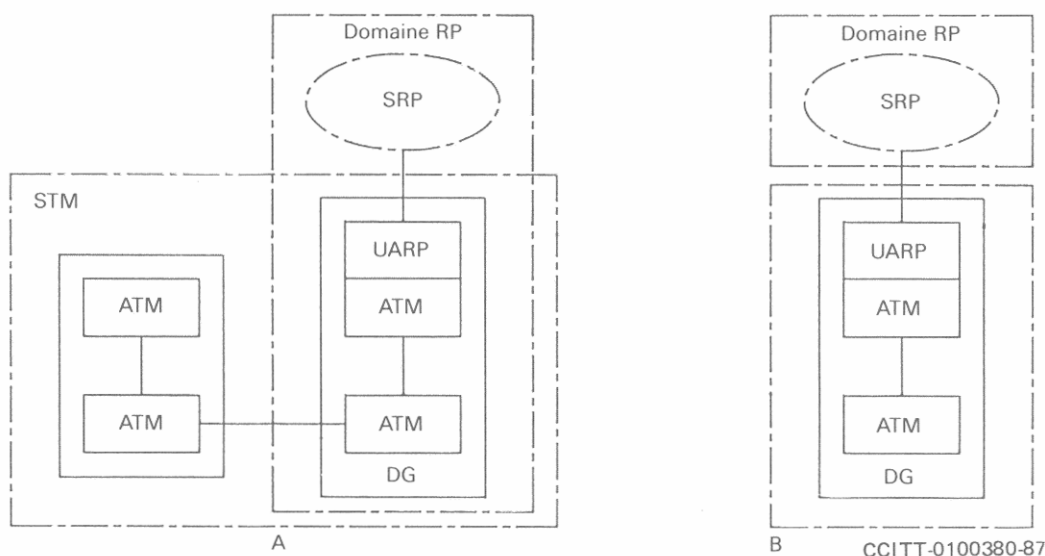 Domaine RP
SRP
STM
UARP
ATM
ATM
ATM
ATM
DG
A
Domaine RP
SRP
UARP
ATM
ATM
DG
B
CCITT-0100380-87